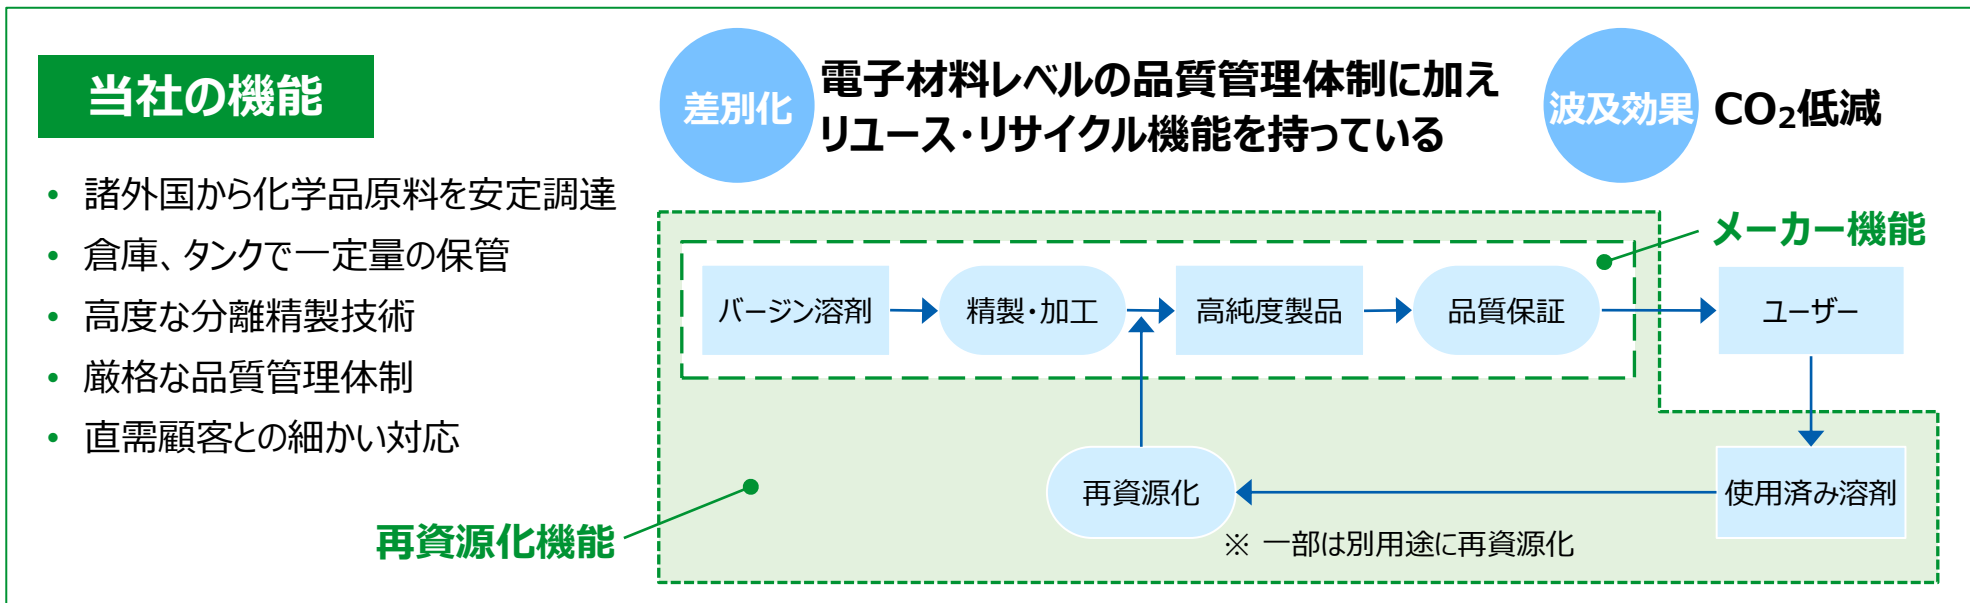 当社の機能
• 諸外国から化学品原料を安定調達
• 倉庫、タンクで一定量の保管
• 高度な分離精製技術
• 厳格な品質管理体制
• 直需顧客との細かい対応
差別化
電子材料レベルの品質管理体制に加え
リユース・リサイクル機能を持っている
波及効果
CO₂低減
メーカー機能
バージン溶剤
精製・加工
高純度製品
品質保証
ユーザー
再資源化
使用済み溶剤
再資源化機能
※ 一部は別用途に再資源化